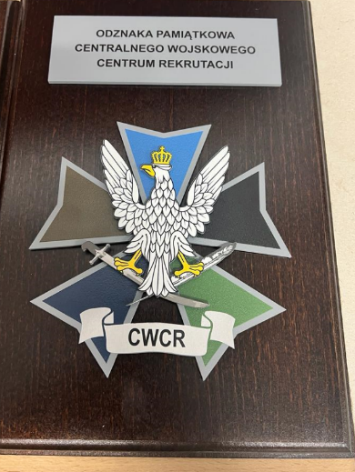 ODZNAKA PAMIĄTKOWA
CENTRALNEGO WOJSKOWEGO
CENTRUM REKRUTACJI
CWCR